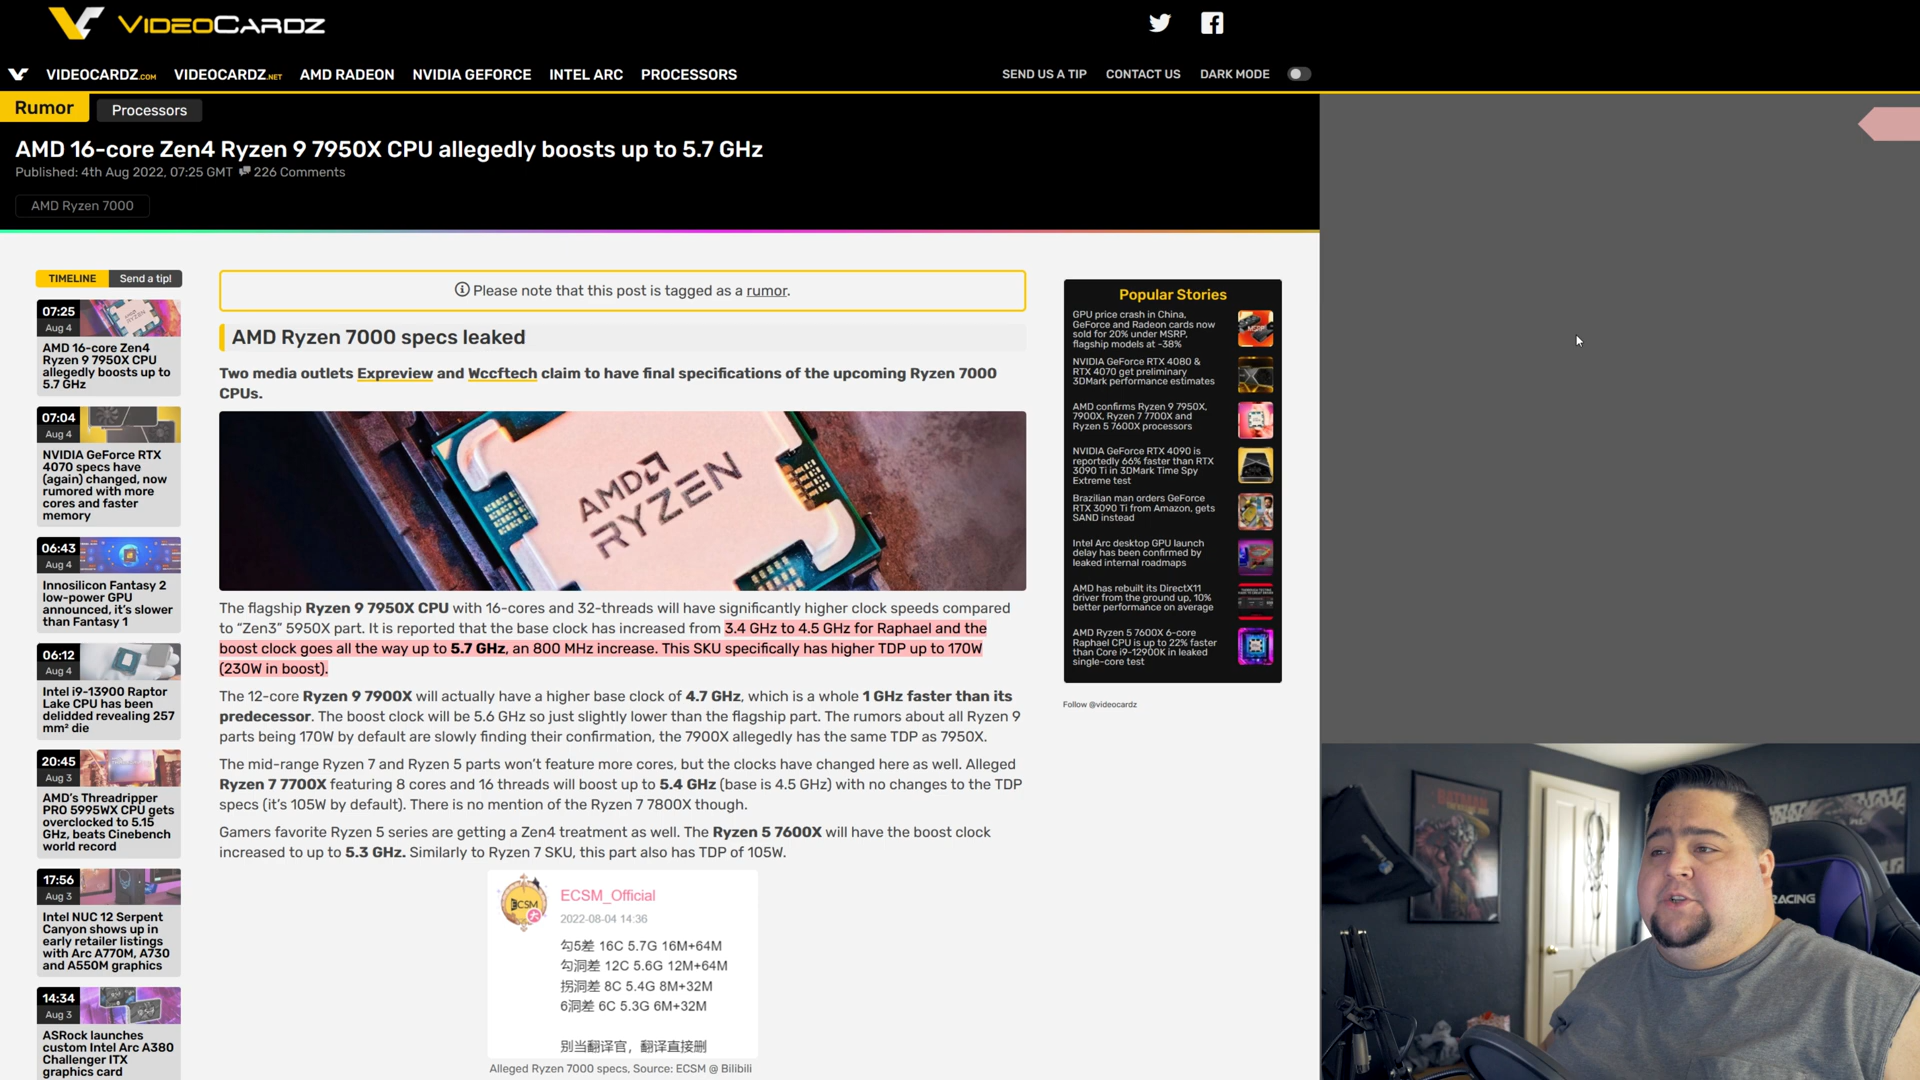 VIDEOCARDZ
VIDEOCARDZ.COM VIDEOCARDZ.NET AMD RADEON NVIDIA GEFORCE INTEL ARC PROCESSORS SEND US A TIP CONTACT US DARK MODE
Rumor Processors
AMD 16-core Zen4 Ryzen 9 7950X CPU allegedly boosts up to 5.7 GHz
Published: 4th Aug 2022, 07:25 GMT 226 Comments
AMD Ryzen 7000
TIMELINE Send a tip!
07:25
Aug 4
AMD 16-core Zen4
Ryzen 9 7950X CPU
allegedly boosts up to
5.7 GHz
07:04
Aug 4
NVIDIA GeForce RTX
4070 specs have
(again) changed, now
rumored with more
cores and faster
memory
06:43
Aug 4
Innosilicon Fantasy 2
low-power GPU
announced, it's slower
than Fantasy 1
06:12
Aug 4
Intel i9-13900 Raptor
Lake CPU has been
delidded revealing 257
mm² die
20:45
Aug 3
AMD's Threadripper
PRO 5995WX CPU gets
overclocked to 5.15
GHz, beats Cinebench
world record
17:56
Aug 3
Intel NUC 12 Serpent
Canyon shows up in
early retailer listings
with Arc A770M, A730
and A550M graphics
14:34
Aug 3
ASRock launches
custom Intel Arc A380
Challenger ITX
graphics card
Please note that this post is tagged as a rumor.
AMD Ryzen 7000 specs leaked
Two media outlets Expreview and Wccftech claim to have final specifications of the upcoming Ryzen 7000
CPUs.
AMD
RYZEN
The flagship Ryzen 9 7950X CPU with 16-cores and 32-threads will have significantly higher clock speeds compared
to “Zen3” 5950X part. It is reported that the base clock has increased from 3.4 GHz to 4.5 GHz for Raphael and the
boost clock goes all the way up to 5.7 GHz, an 800 MHz increase. This SKU specifically has higher TDP up to 170W
(230W in boost).
The 12-core Ryzen 9 7900X will actually have a higher base clock of 4.7 GHz, which is a whole 1 GHz faster than its
predecessor. The boost clock will be 5.6 GHz so just slightly lower than the flagship part. The rumors about all Ryzen 9
parts being 170W by default are slowly finding their confirmation, the 7900X allegedly has the same TDP as 7950X.
The mid-range Ryzen 7 and Ryzen 5 parts won't feature more cores, but the clocks have changed here as well. Alleged
Ryzen 7 7700X featuring 8 cores and 16 threads will boost up to 5.4 GHz (base is 4.5 GHz) with no changes to the TDP
specs (it's 105W by default). There is no mention of the Ryzen 7 7800X though.
Gamers favorite Ryzen 5 series are getting a Zen4 treatment as well. The Ryzen 5 7600X will have the boost clock
increased to up to 5.3 GHz. Similarly to Ryzen 7 SKU, this part also has TDP of 105W.
ECSM
ECSM_Official
2022-08-04 14:36
勾5差 16C 5.7G 16M+64M
勾洞差 12C 5.6G 12M+64M
拐洞差 8C 5.4G 8M+32M
6洞差 6C 5.3G 6M+32M
别当翻译官，翻译直接删
Alleged Ryzen 7000 specs, Source: ECSM @ Bilibili
Popular Stories
GPU price crash in China,
GeForce and Radeon cards now
sold for 20% under MSRP,
flagship models at -38%
MSRP
NVIDIA GeForce RTX 4080 &
RTX 4070 get preliminary
3DMark performance estimates
AMD confirms Ryzen 9 7950X,
7900X, Ryzen 7 7700X and
Ryzen 5 7600X processors
NVIDIA GeForce RTX 4090 is
reportedly 66% faster than RTX
3090 Ti in 3DMark Time Spy
Extreme test
Brazilian man orders GeForce
RTX 3090 Ti from Amazon, gets
SAND instead
Intel Arc desktop GPU launch
delay has been confirmed by
leaked internal roadmaps
AMD has rebuilt its DirectX11
driver from the ground up, 10%
better performance on average
AMD Ryzen 5 7600X 6-core
Raphael CPU is up to 22% faster
than Core i9-12900K in leaked
single-core test
Follow @videocardz
RACING